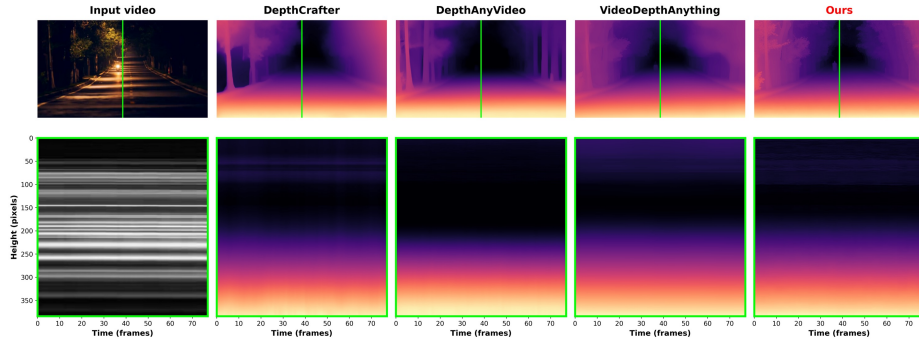 Input video
DepthCrafter
DepthAnyVideo
VideoDepthAnything
Ours
Height (pixels)
0
50
100
150
200
250
300
350
0 10 20 30 40 50 60 70
0 10 20 30 40 50 60 70
0 10 20 30 40 50 60 70
0 10 20 30 40 50 60 70
0 10 20 30 40 50 60 70
Time (frames)
Time (frames)
Time (frames)
Time (frames)
Time (frames)